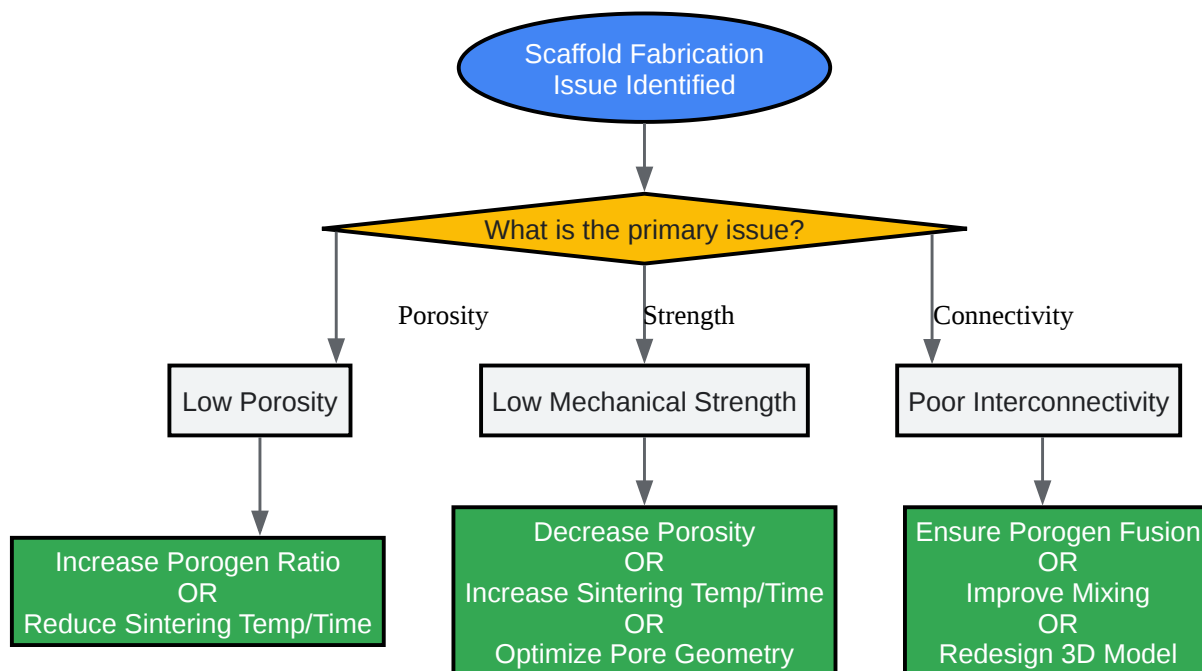 Scaffold Fabrication
Issue Identified
What is the primary issue?
Porosity
Strength
Connectivity
Low Porosity
Low Mechanical Strength
Poor Interconnectivity
Increase Porogen Ratio
OR
Reduce Sintering Temp/Time
Decrease Porosity
OR
Increase Sintering Temp/Time
OR
Optimize Pore Geometry
Ensure Porogen Fusion
OR
Improve Mixing
OR
Redesign 3D Model